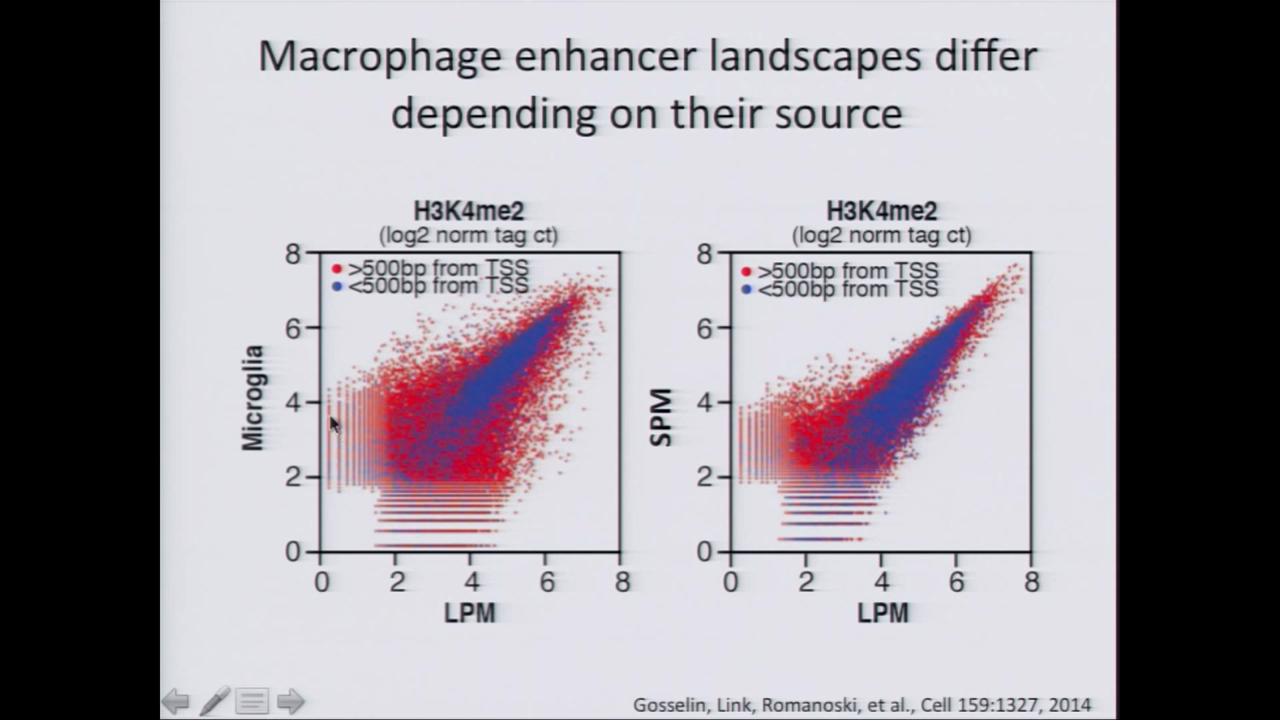 Macrophage enhancer landscapes differ
depending on their source
H3K4me2
(log2 norm tag ct)
>500bp from TSS
<500bp from TSS
8
6
4
2
0
Microglia
0 2 4 6 8
LPM
H3K4me2
(log2 norm tag ct)
>500bp from TSS
<500bp from TSS
8
6
4
2
0
SPM
0 2 4 6 8
LPM
Gosselin, Link, Romanoski, et al., Cell 159:1327, 2014